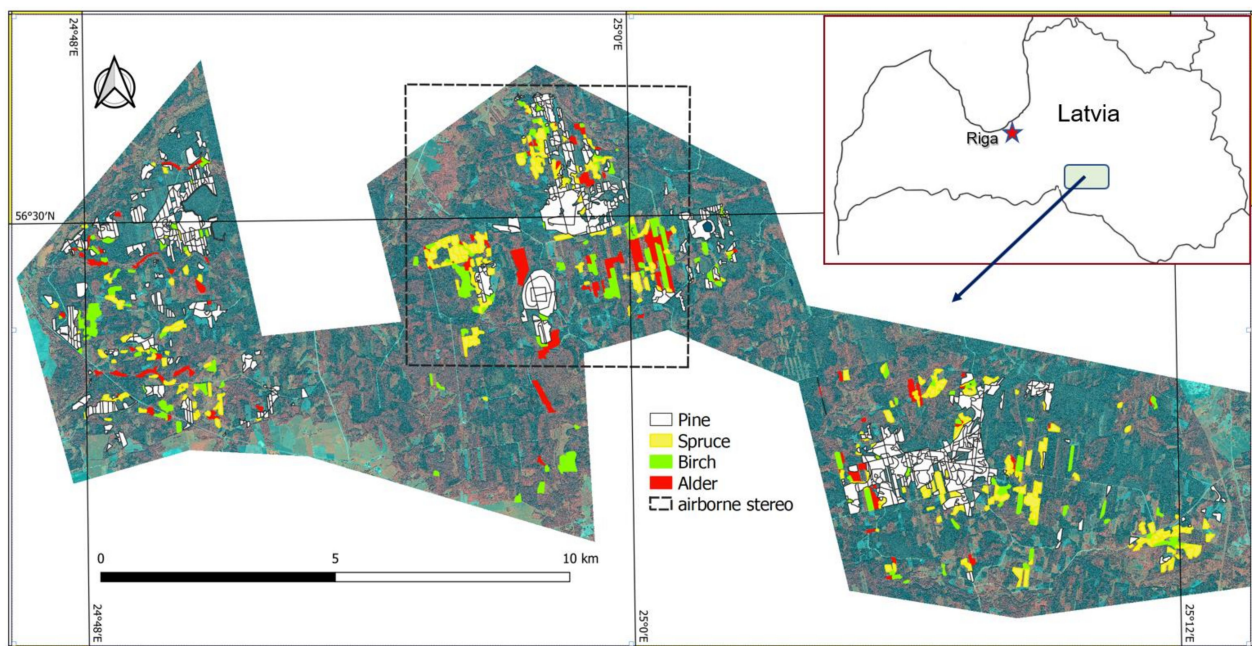 24°48'E
25°0'E
Latvia
Riga
56°30'N
Pine
Spruce
Birch
Alder
airborne stereo
0 5 10 km
24°48'E
25°0'E
25°12'E